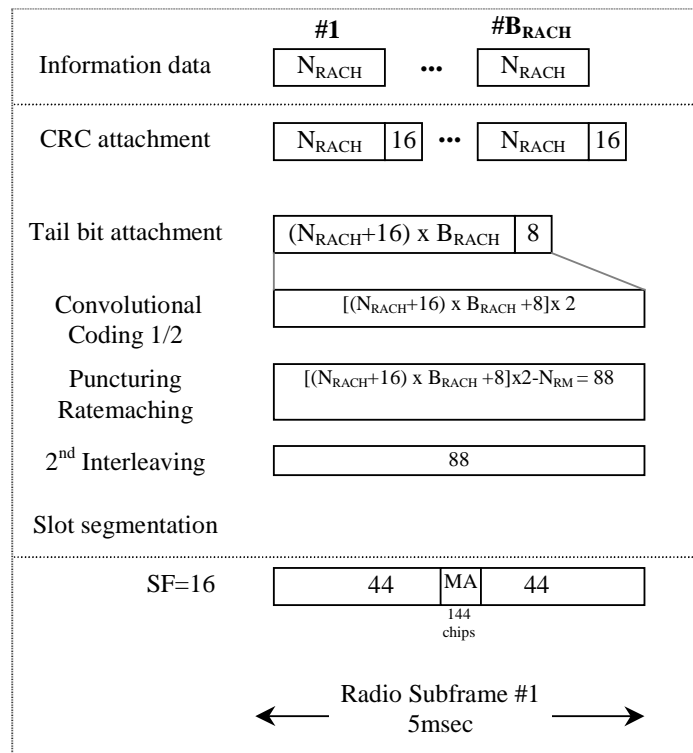 #1 #B_RACH
Information data N_RACH ... N_RACH
CRC attachment N_RACH 16 ... N_RACH 16
Tail bit attachment (N_RACH+16) x B_RACH 8
Convolutional
Coding 1/2
[(N_RACH+16) x B_RACH +8]x 2
Puncturing
Ratemaching
[(N_RACH+16) x B_RACH +8]x2-N_RM = 88
2nd Interleaving 88
Slot segmentation
SF=16 44 MA 44
144
chips
Radio Subframe #1
5msec